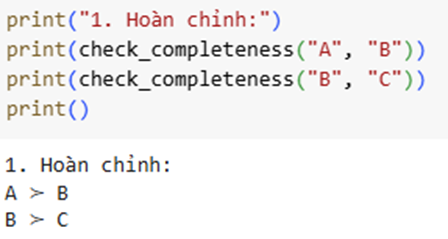 print("1. Hoàn chỉnh:")
print(check_completeness("A", "B"))
print(check_completeness("B", "C"))
print()
1. Hoàn chỉnh:
A ≻ B
B ≻ C